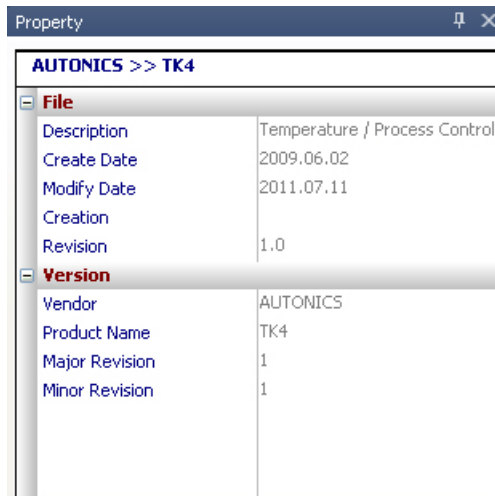 Property
AUTONICS >> TK4
File
Description Temperature / Process Control
Create Date 2009.06.02
Modify Date 2011.07.11
Creation
Revision 1.0
Version
Vendor AUTONICS
Product Name TK4
Major Revision 1
Minor Revision 1